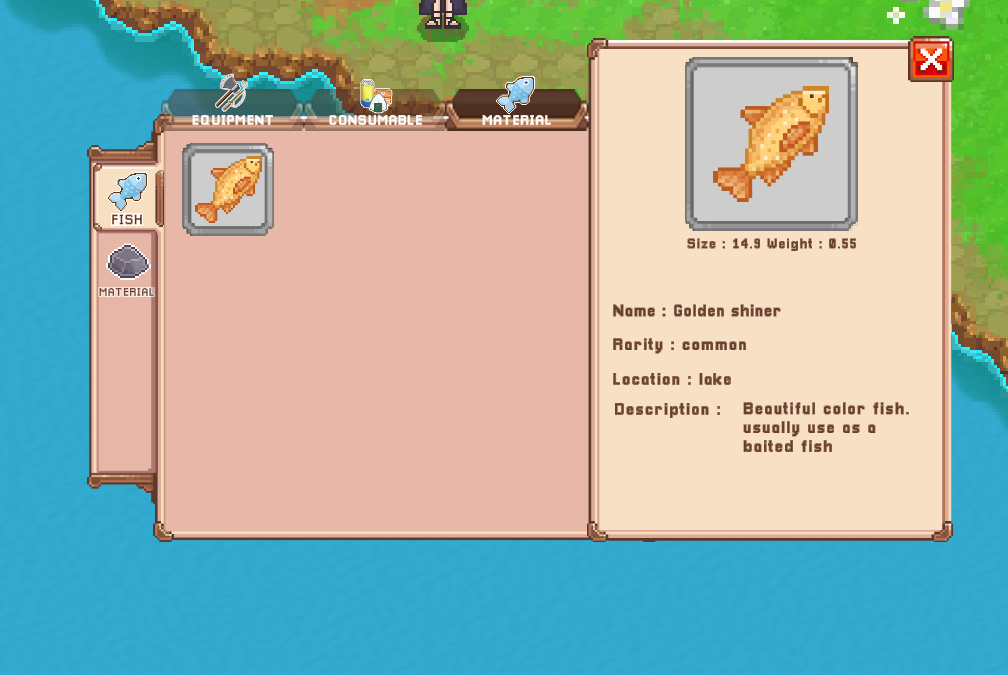 EQUIPMENT
CONSUMABLE
MATERIAL
FISH
MATERIAL
Size : 14.9 Weight : 0.55
Name : Golden shiner
Rarity : common
Location : lake
Description : Beautiful color fish.
usually use as a
baited fish